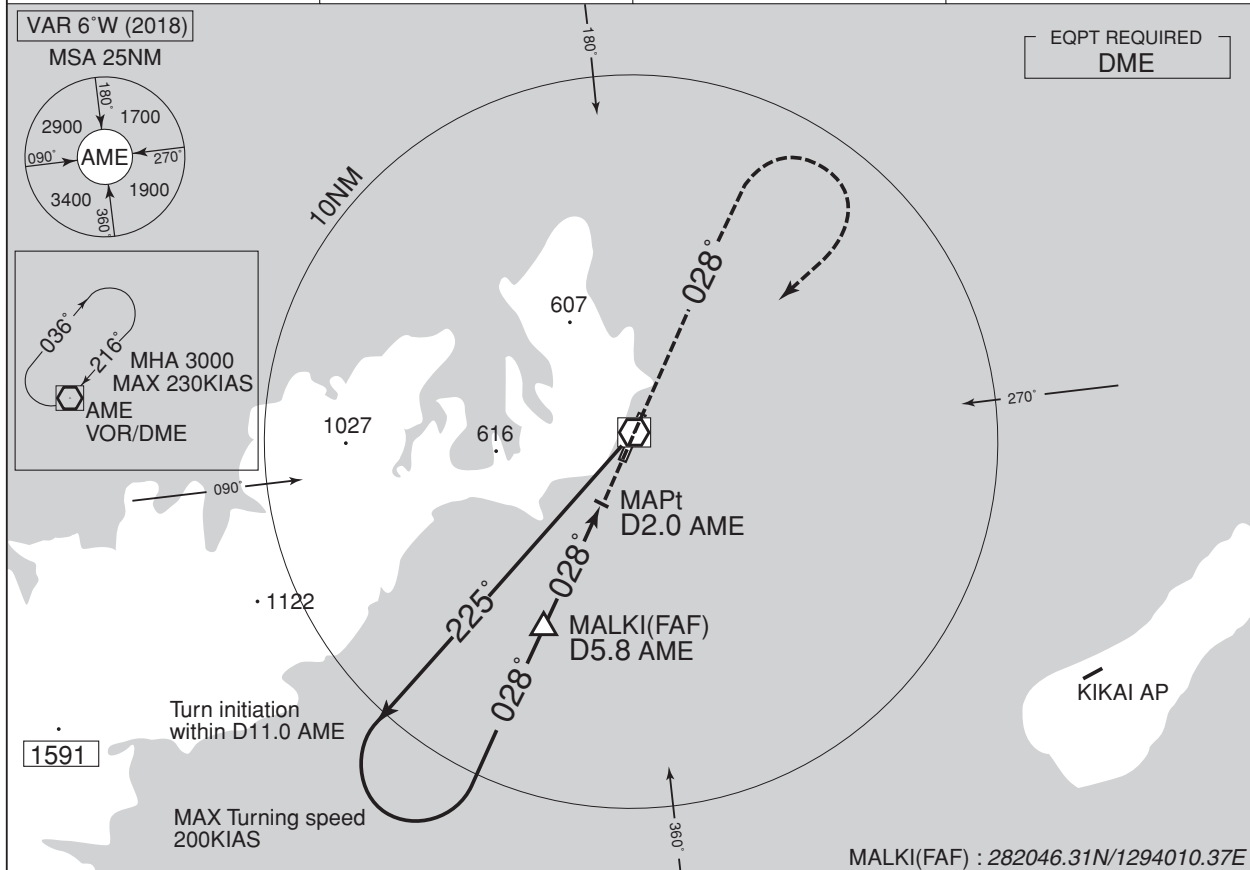 VAR 6°W (2018)
MSA 25NM
180°
2900
1700
090°
AME
270°
3400
1900
360°
180°
EQPT REQUIRED
DME
10NM
028°
036°
216°
MHA 3000
MAX 230KIAS
AME
VOR/DME
607
1027
616
270°
090°
MAPt
D2.0 AME
028°
1122
225°
MALKI(FAF)
D5.8 AME
028°
KIKAI AP
Turn initiation
within D11.0 AME
1591
MAX Turning speed
200KIAS
360°
MALKI(FAF) : 282046.31N/1294010.37E